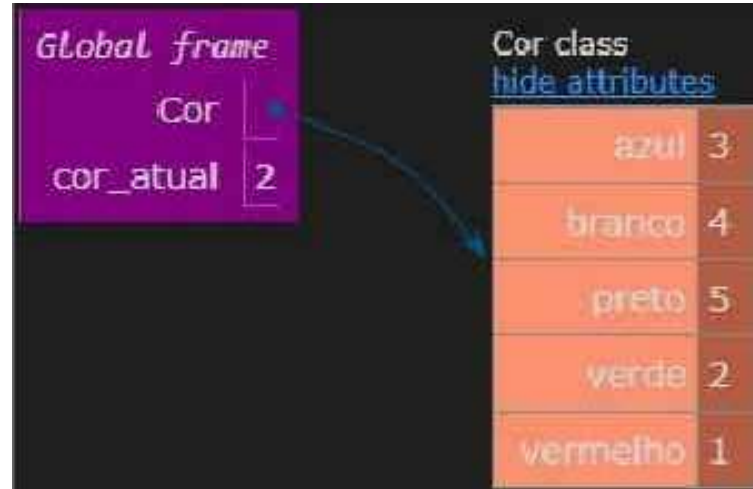 Global frame
Cor
cor_atual 2
Cor class
hide attributes
azul 3
branco 4
preto 5
verde 2
vermelho 1